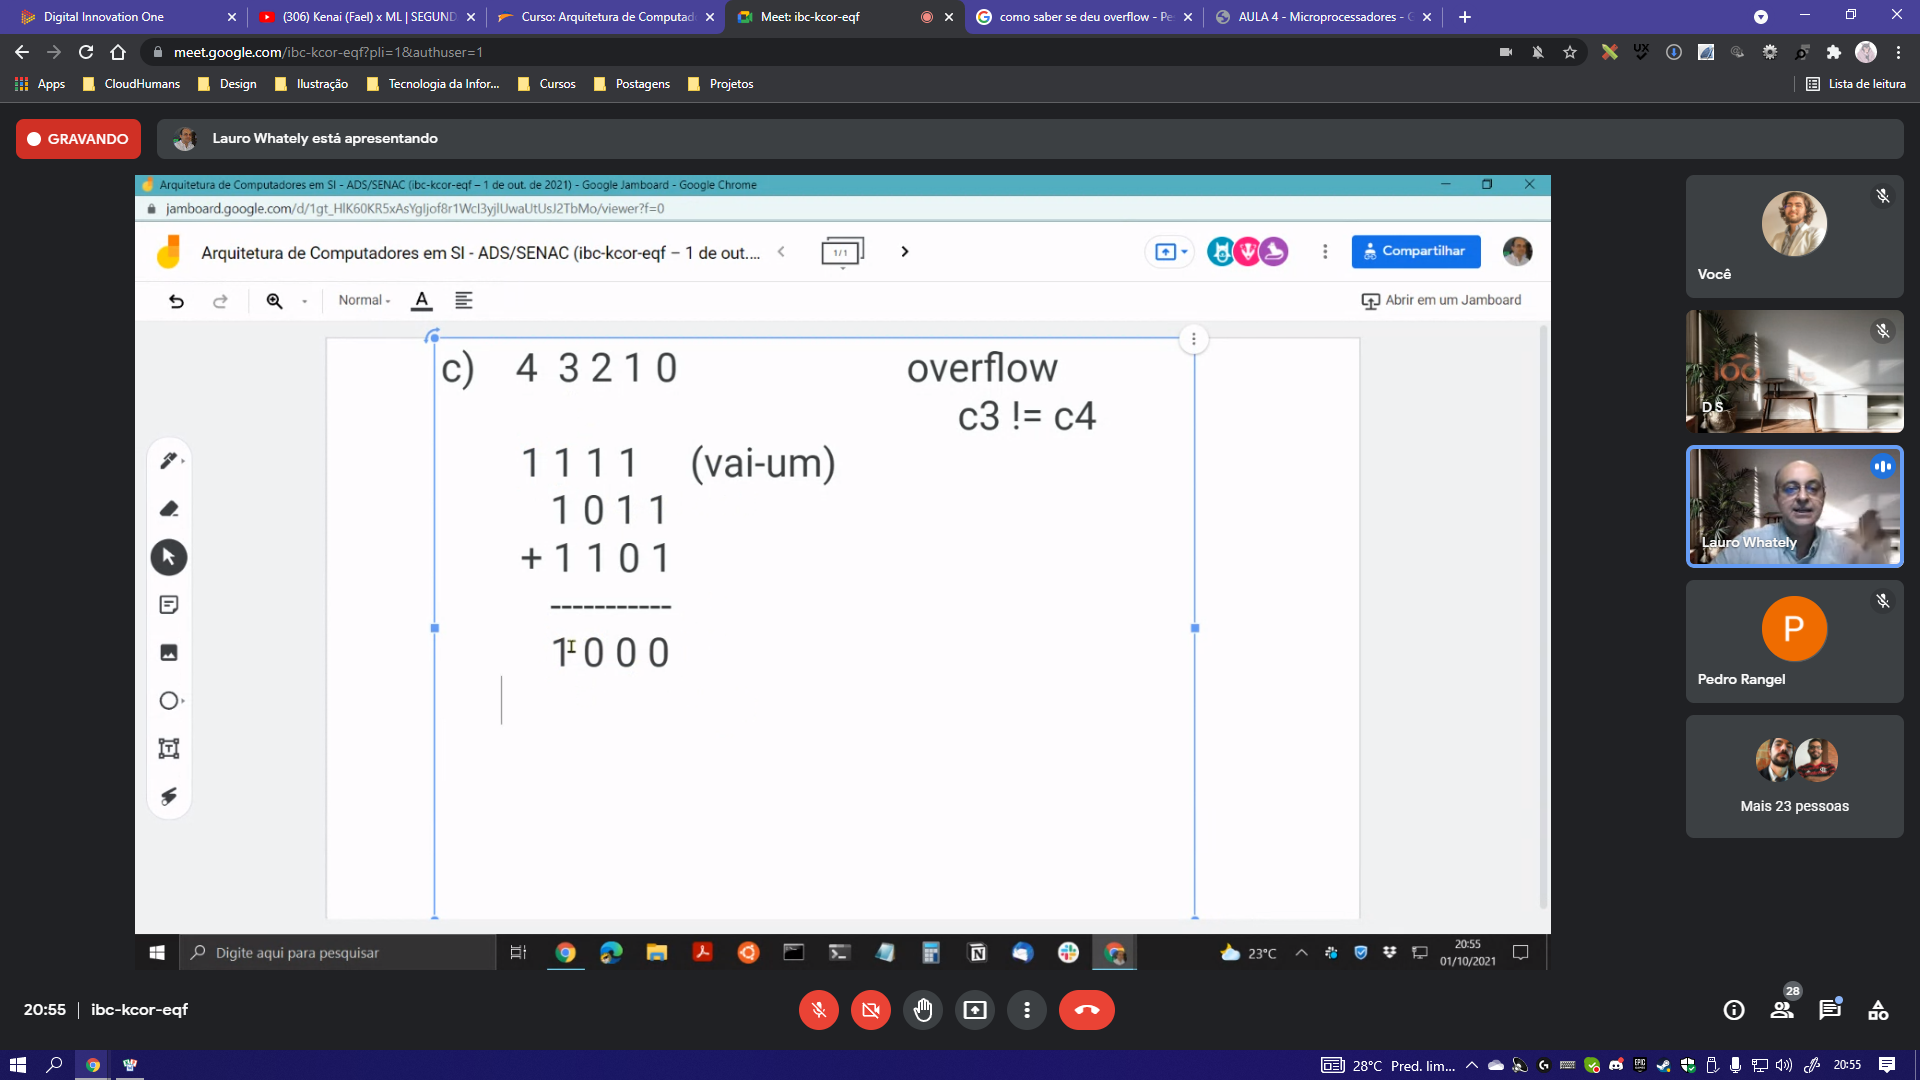 Digital Innovation One
(306) Kenai (Fael) x ML | SEGUND
Curso: Arquitetura de Computad
Meet: ibc-kcor-eqf
como saber se deu overflow - Pe
AULA 4 - Microprocessadores - C
meet.google.com/ibc-kcor-eqf?pli=1&authuser=1
Apps
CloudHumans
Design
Ilustração
Tecnologia da Infor...
Cursos
Postagens
Projetos
Lista de leitura
GRAVANDO
Lauro Whately está apresentando
Arquitetura de Computadores em SI - ADS/SENAC (ibc-kcor-eqf – 1 de out. de 2021) - Google Jamboard - Google Chrome
Arquitetura de Computadores em SI - ADS/SENAC (ibc-kcor-eqf – 1 de out....
1/1
Compartilhar
Normal
A
Abrir em um Jamboard
c) 4 3 2 1 0 overflow
c3 != c4
1 1 1 1 (vai-um)
1 0 1 1
+ 1 1 0 1
-----------
1 0 0 0
Você
D.S
Lauro Whately
P
Pedro Rangel
Mais 23 pessoas
Digite aqui para pesquisar
23°C
20:55
01/10/2021
20:55 | ibc-kcor-eqf
28
28°C Pred. lim...
20:55